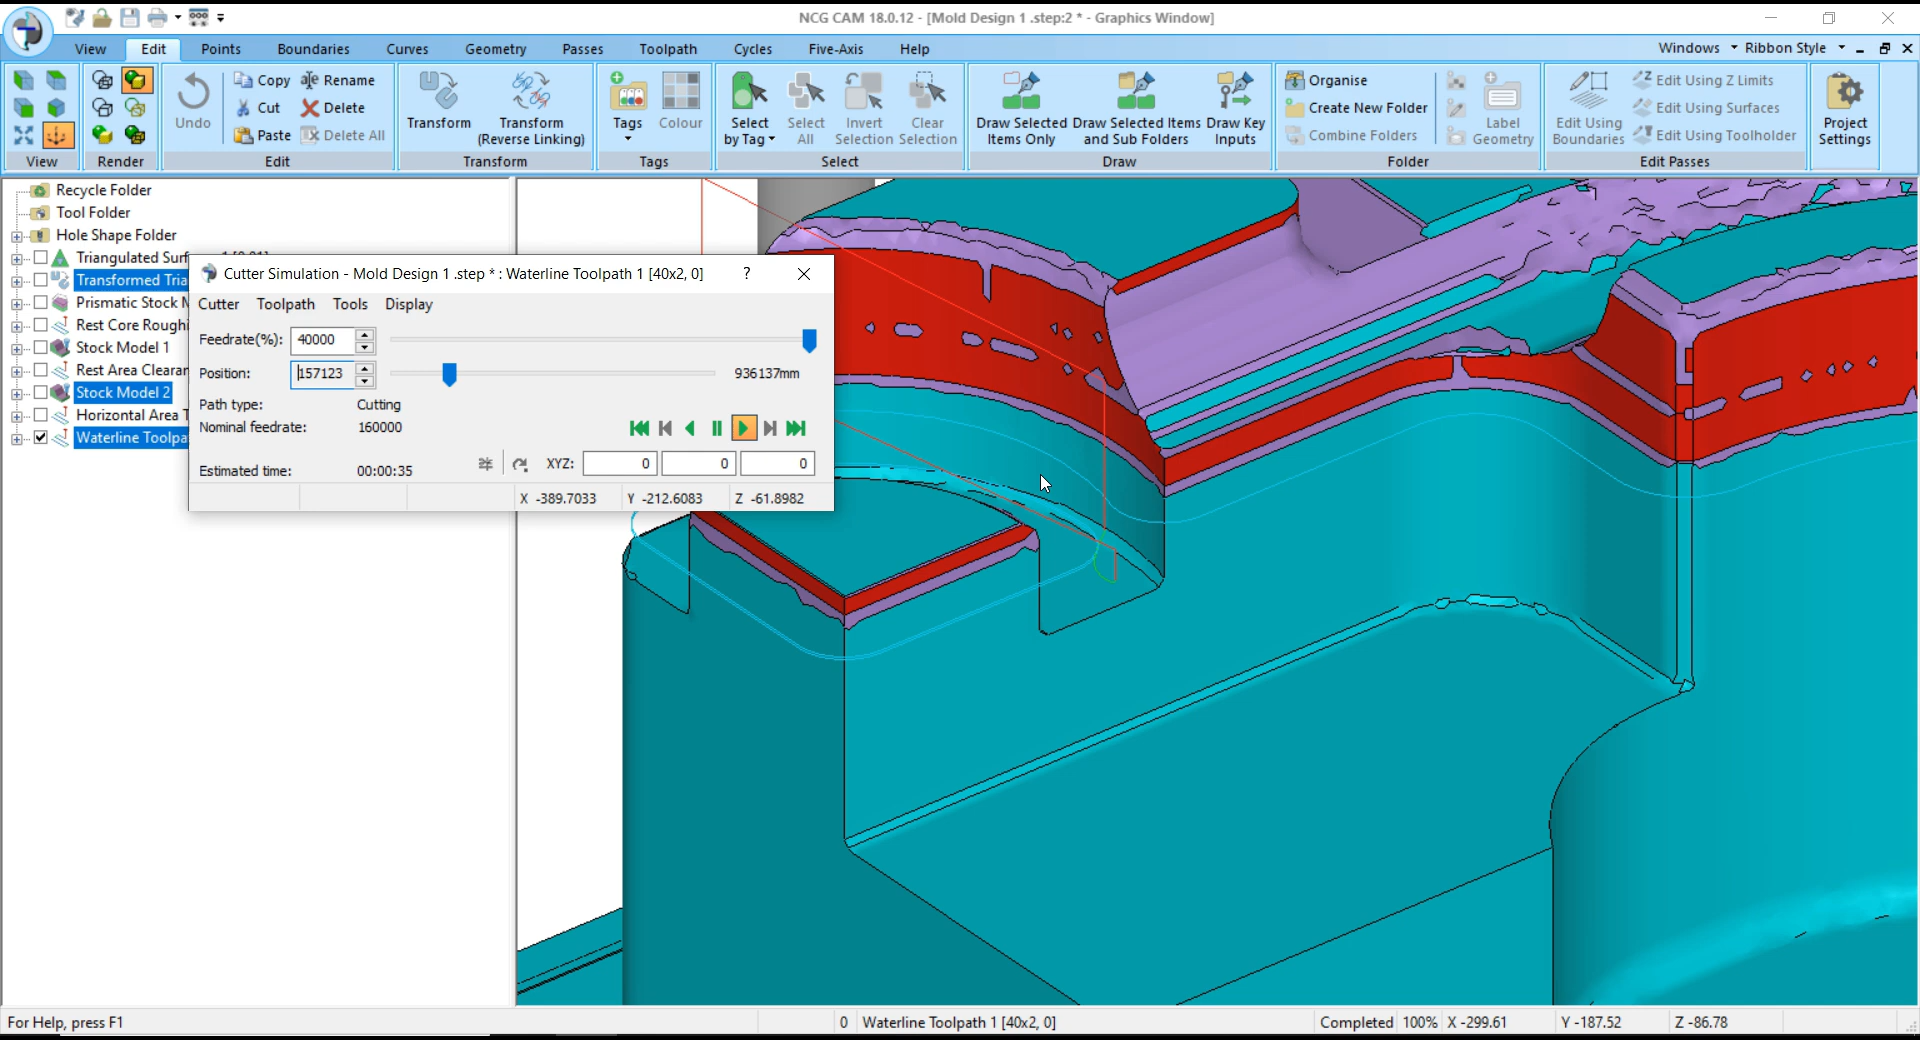 NCG CAM 18.0.12 - [Mold Design 1 .step:2 * - Graphics Window]
View Edit Points Boundaries Curves Geometry Passes Toolpath Cycles Five-Axis Help Windows Ribbon Style
Undo
Copy Rename
Cut Delete
Paste Delete All
Transform
Transform (Reverse Linking)
Tags
Colour
Select by Tag
Select All
Invert Selection
Clear Selection
Draw Selected Items Only
Draw Selected Items and Sub Folders
Draw Key Inputs
Organise
Create New Folder
Combine Folders
Label Geometry
Edit Using Boundaries
Edit Using Z Limits
Edit Using Surfaces
Edit Using Toolholder
Project Settings
View Render Edit Transform Tags Select Draw Folder Edit Passes
Recycle Folder
Tool Folder
Hole Shape Folder
Triangulated Surf
Transformed Tria
Prismatic Stock M
Rest Core Roughi
Stock Model 1
Rest Area Clearan
Stock Model 2
Horizontal Area T
Waterline Toolpa
Cutter Simulation - Mold Design 1 .step * : Waterline Toolpath 1 [40x2, 0] ?
Cutter Toolpath Tools Display
Feedrate(%): 40000
Position: 157123 936137mm
Path type: Cutting
Nominal feedrate: 160000
Estimated time: 00:00:35 XYZ: 0 0 0
X -389.7033 Y -212.6083 Z -61.8982
For Help, press F1 0 Waterline Toolpath 1 [40x2, 0] Completed 100% X -299.61 Y -187.52 Z -86.78